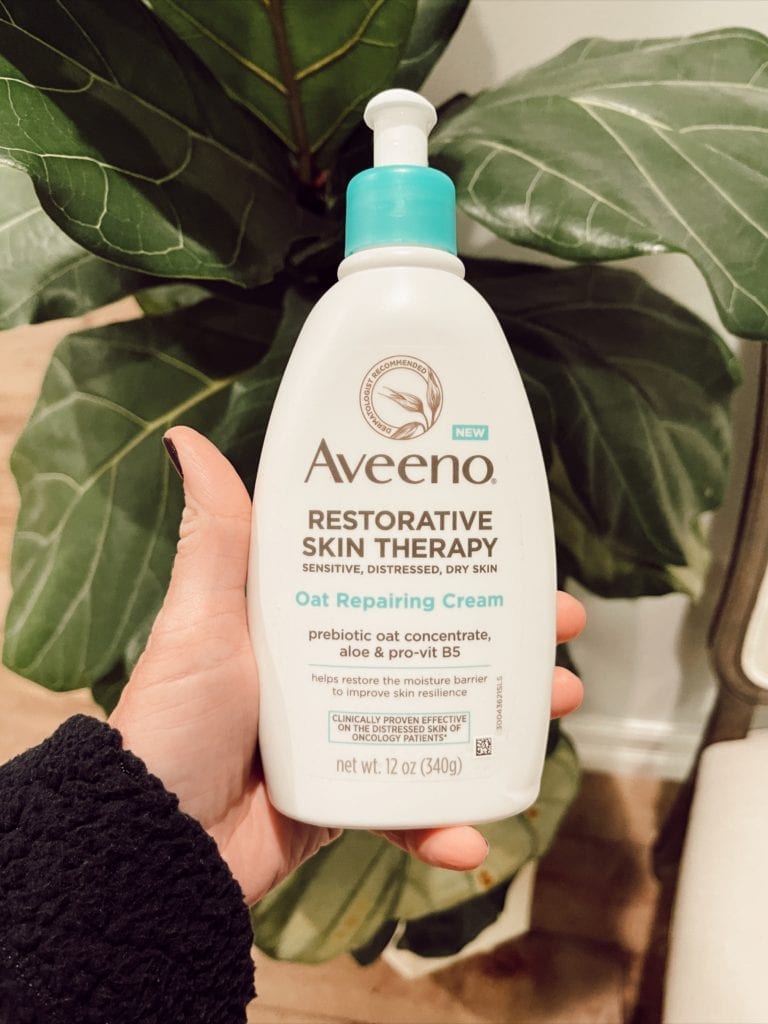 DERMATOLOGIST RECOMMENDED
NEW
Aveeno®
RESTORATIVE
SKIN THERAPY
SENSITIVE, DISTRESSED, DRY SKIN
Oat Repairing Cream
prebiotic oat concentrate,
aloe & pro-vit B5
helps restore the moisture barrier
to improve skin resilience
CLINICALLY PROVEN EFFECTIVE
ON THE DISTRESSED SKIN OF
ONCOLOGY PATIENTS*
net wt. 12 oz (340g)